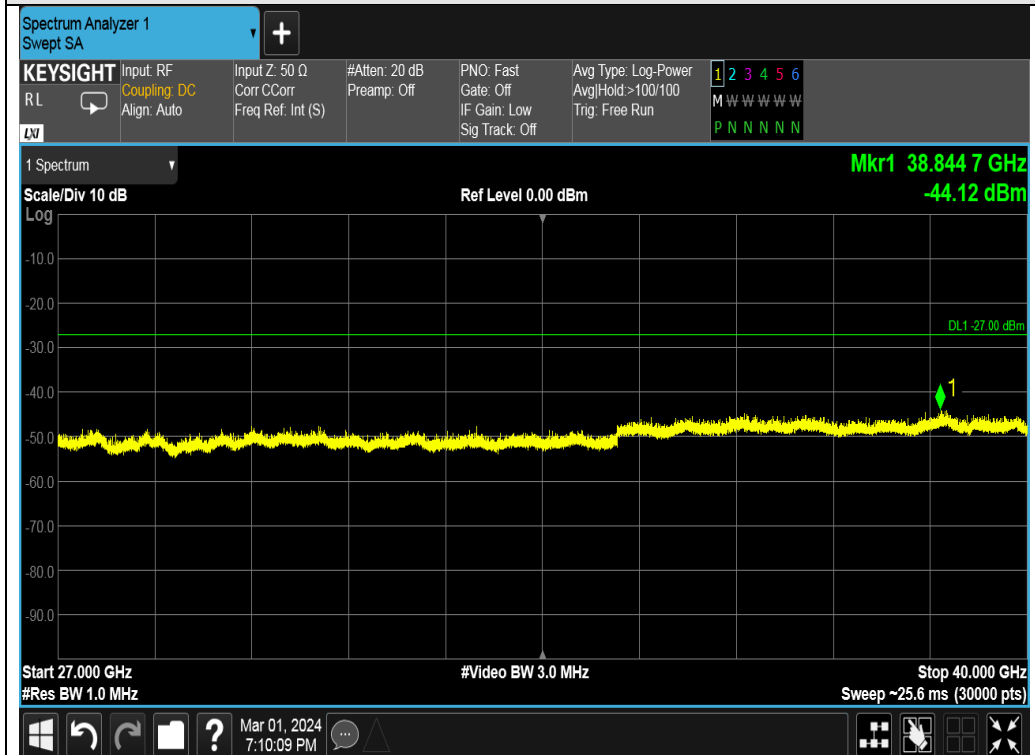 Spectrum Analyzer 1
Swept SA
+
KEYSIGHT
RL
LXI
Input: RF
Coupling: DC
Align: Auto
Input Z: 50 Ω
Corr CCorr
Freq Ref: Int (S)
#Atten: 20 dB
Preamp: Off
PNO: Fast
Gate: Off
IF Gain: Low
Sig Track: Off
Avg Type: Log-Power
Avg|Hold:>100/100
Trig: Free Run
1 2 3 4 5 6
M W W W W W
P N N N N N
1 Spectrum
Mkr1 38.844 7 GHz
Scale/Div 10 dB
Ref Level 0.00 dBm
-44.12 dBm
Log
-10.0
-20.0
DL1 -27.00 dBm
-30.0
-40.0
1
-50.0
-60.0
-70.0
-80.0
-90.0
Start 27.000 GHz
#Video BW 3.0 MHz
Stop 40.000 GHz
#Res BW 1.0 MHz
Sweep ~25.6 ms (30000 pts)
?
Mar 01, 2024
7:10:09 PM